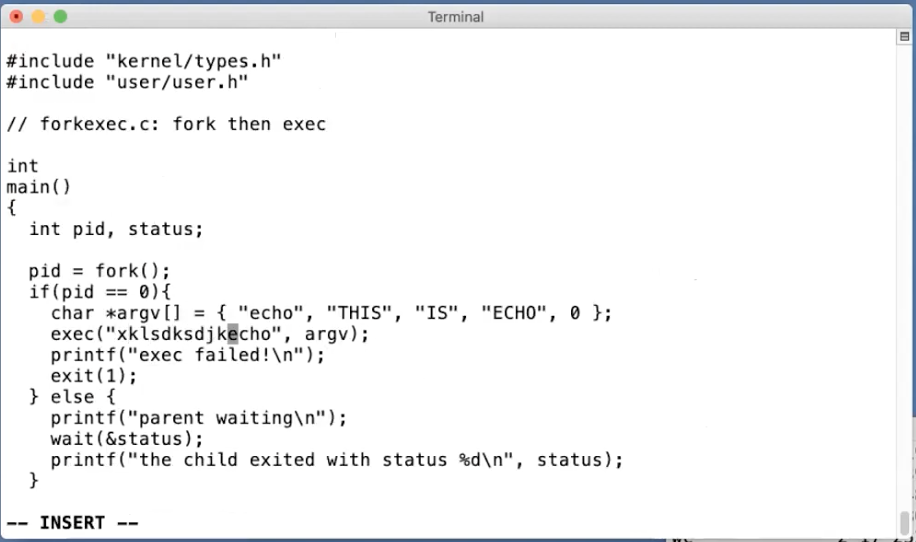 Terminal
#include "kernel/types.h"
#include "user/user.h"
// forkexec.c: fork then exec
int
main()
{
  int pid, status;
  pid = fork();
  if(pid == 0){
    char *argv[] = { "echo", "THIS", "IS", "ECHO", 0 };
    exec("xklsdksdjkecho", argv);
    printf("exec failed!\n");
    exit(1);
  } else {
    printf("parent waiting\n");
    wait(&status);
    printf("the child exited with status %d\n", status);
  }
-- INSERT --